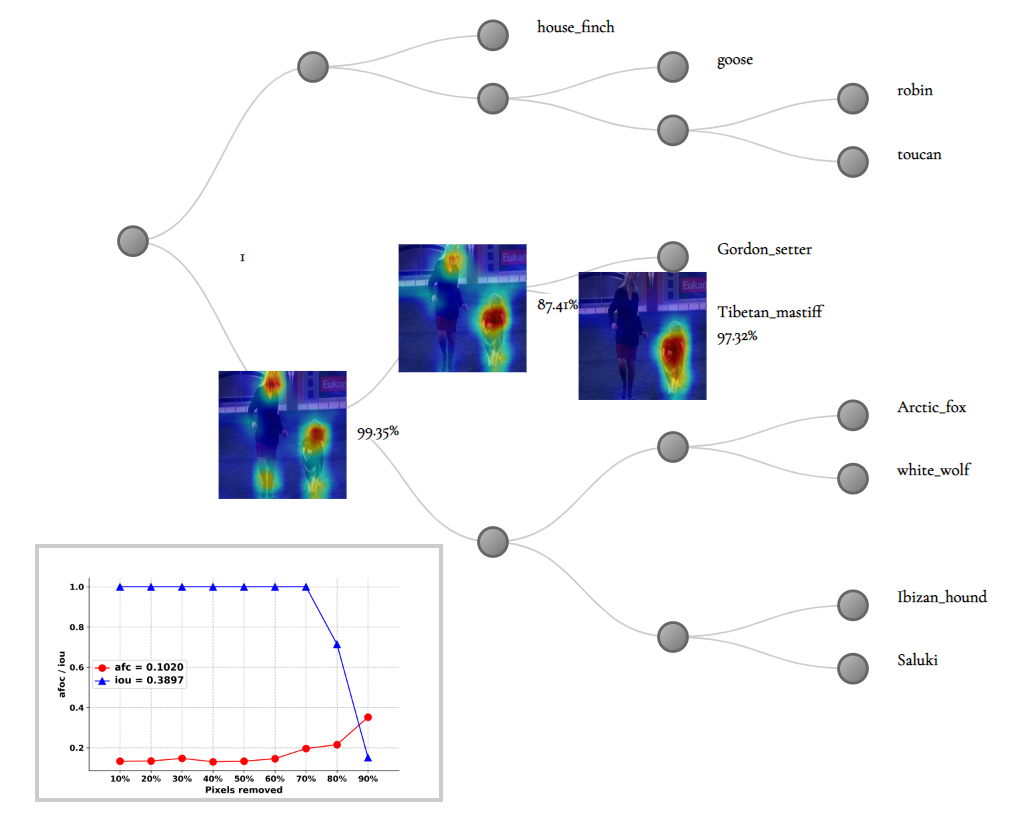 house_finch
goose
robin
toucan
1
Gordon_setter
Eukan
87.41%
Tibetan_mastiff
97.32%
Eukan
Eukan
99.35%
Arctic_fox
white_wolf
Ibizan_hound
Saluki
1.0
0.8
0.6
0.4
0.2
afoc / iou
afc = 0.1020
iou = 0.3897
10% 20% 30% 40% 50% 60% 70% 80% 90%
Pixels removed